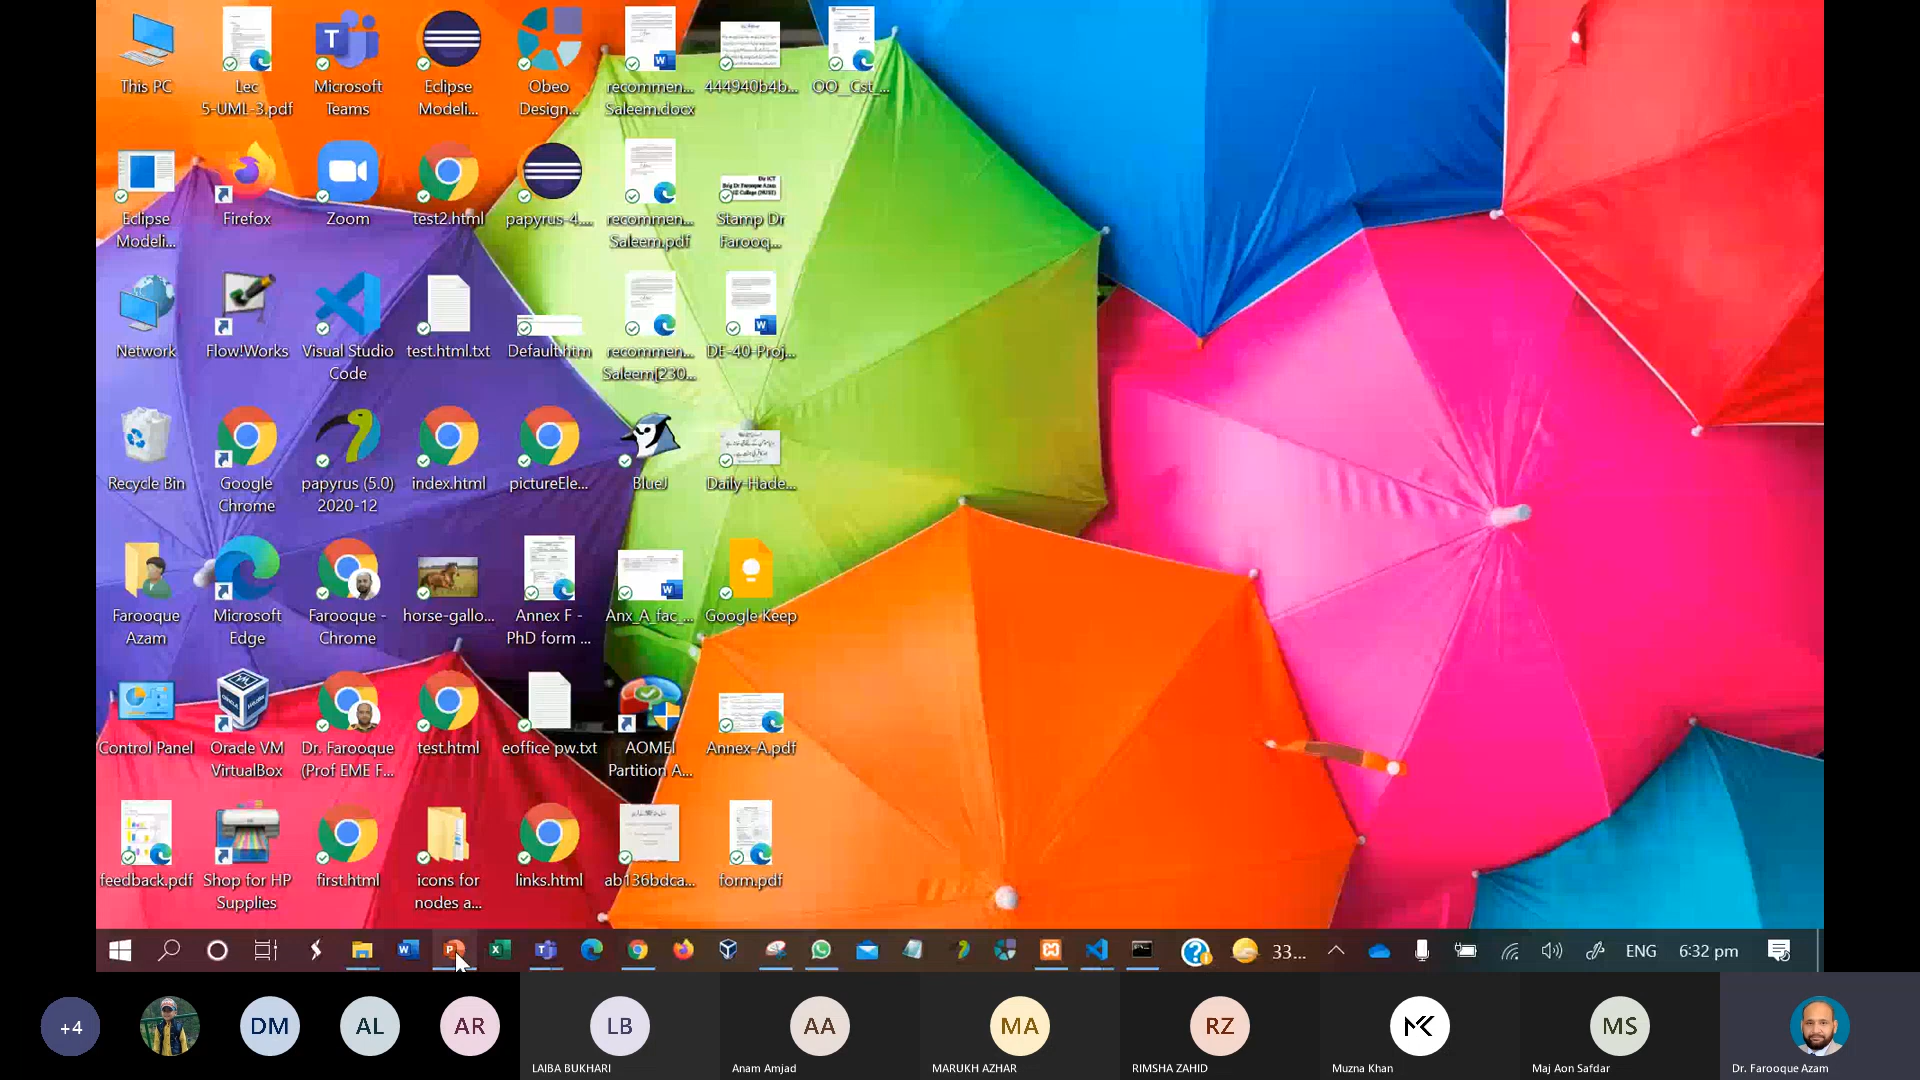 This PC
Lec
5-UML-3.pdf
Microsoft
Teams
Eclipse
Modeli...
Obeo
Design...
recommen...
Saleem.docx
444940b4b...
OO_Cst_...
Eclipse
Modeli...
Firefox
Zoom
test2.html
papyrus-4....
recommen...
Saleem.pdf
Stamp Dr
Farooq...
Network
Flow!Works
Visual Studio
Code
test.html.txt
Default.htm
recommen...
Saleem[230...
DE-40-Proj...
Recycle Bin
Google
Chrome
papyrus (5.0)
2020-12
index.html
pictureEle...
BlueJ
Daily-Hade...
Farooque
Azam
Microsoft
Edge
Farooque -
Chrome
horse-gallo...
Annex F -
PhD form ...
Anx_A_fac_...
Google Keep
Control Panel
Oracle VM
VirtualBox
Dr. Farooque
(Prof EME F...
test.html
eoffice pw.txt
AOMEI
Partition A...
Annex-A.pdf
feedback.pdf
Shop for HP
Supplies
first.html
icons for
nodes a...
links.html
ab136bdca...
form.pdf
33...
ENG
6:32 pm
+4
DM
AL
AR
LB
LAIBA BUKHARI
AA
Anam Amjad
MA
MARUKH AZHAR
RZ
RIMSHA ZAHID
MK
Muzna Khan
MS
Maj Aon Safdar
Dr. Farooque Azam